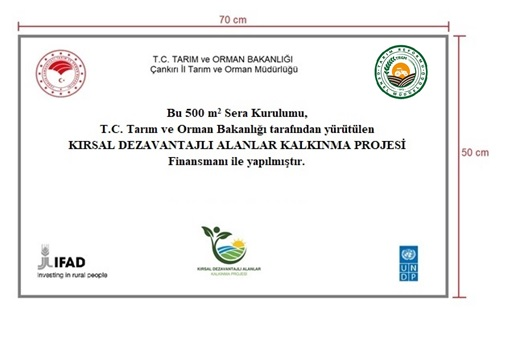 70 cm
T.C. TARIM ve ORMAN BAKANLIĞI
Çankırı İl Tarım ve Orman Müdürlüğü
Bu 500 m² Sera Kurulumu,
T.C. Tarım ve Orman Bakanlığı tarafından yürütülen
KIRSAL DEZAVANTAJLI ALANLAR KALKINMA PROJESİ
Finansmanı ile yapılmıştır.
50 cm
KIRSAL DEZAVANTAJLI ALANLAR
KALKINMA PROJESİ
IFAD
Investing in rural people
U N
D P